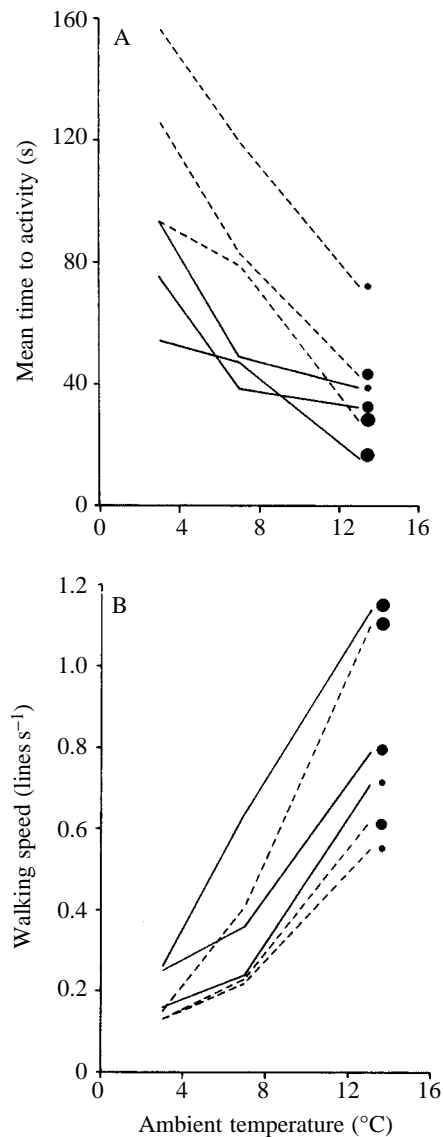 A
Mean time to activity (s)
160
120
80
40
0
0 4 8 12 16
B
Walking speed (lines s⁻¹)
1.2
1.0
0.8
0.6
0.4
0.2
0
0 4 8 12 16
Ambient temperature (°C)